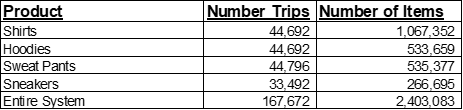 Product Number Trips Number of Items
Shirts 44,692 1,067,352
Hoodies 44,692 533,659
Sweat Pants 44,796 535,377
Sneakers 33,492 266,695
Entire System 167,672 2,403,083